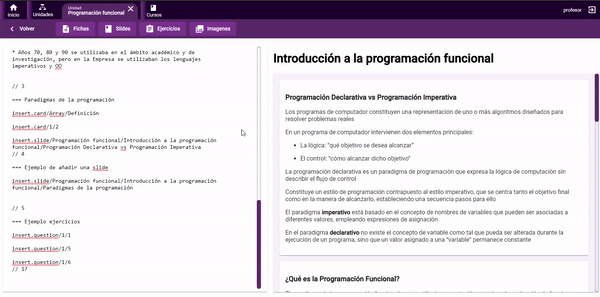 Inicio
Unidades
Unidad
Programación funcional
Cursos
profesor
Volver
Fichas
Slides
Ejercicios
Imagenes
* Años 70, 80 y 90 se utilizaba en el ámbito académico y de
investigación, pero en la Empresa se utilizaban los lenguajes
imperativos y OO
// 3
=== Paradigmas de la programación
insert.card/Array/Definición
insert.card/1/2
insert.slide/Programación funcional/Introducción a la programación
funcional/Programación Declarativa vs Programación Imperativa
// 4
=== Ejemplo de añadir una slide
insert.slide/Programación funcional/Introducción a la programación
funcional/Paradigmas de la programación
// 5
=== Ejemplo ejercicios
insert.question/1/1
insert.question/1/5
insert.question/1/6
// 17
Introducción a la programación funcional
Programación Declarativa vs Programación Imperativa
Los programas de computador constituyen una representación de uno o más algoritmos diseñados para
resolver problemas reales
En un programa de computador intervienen dos elementos principales:
• La lógica: "qué objetivo se desea alcanzar"
• El control: "cómo alcanzar dicho objetivo"
La programación declarativa es un paradigma de programación que expresa la lógica de computación sin
describir el flujo de control
Constituye un estilo de programación contrapuesto al estilo imperativo, que se centra tanto el objetivo final
como en la manera de alcanzarlo, estableciendo una secuencia pasos para ello
El paradigma imperativo está basado en el concepto de nombres de variables que pueden ser asociadas a
diferentes valores, empleando expresiones de asignación
En el paradigma declarativo no existe el concepto de variable como tal que pueda ser alterada durante la
ejecución de un programa, sino que un valor asignado a una "variable" permanece constante
¿Qué es la Programación Funcional?